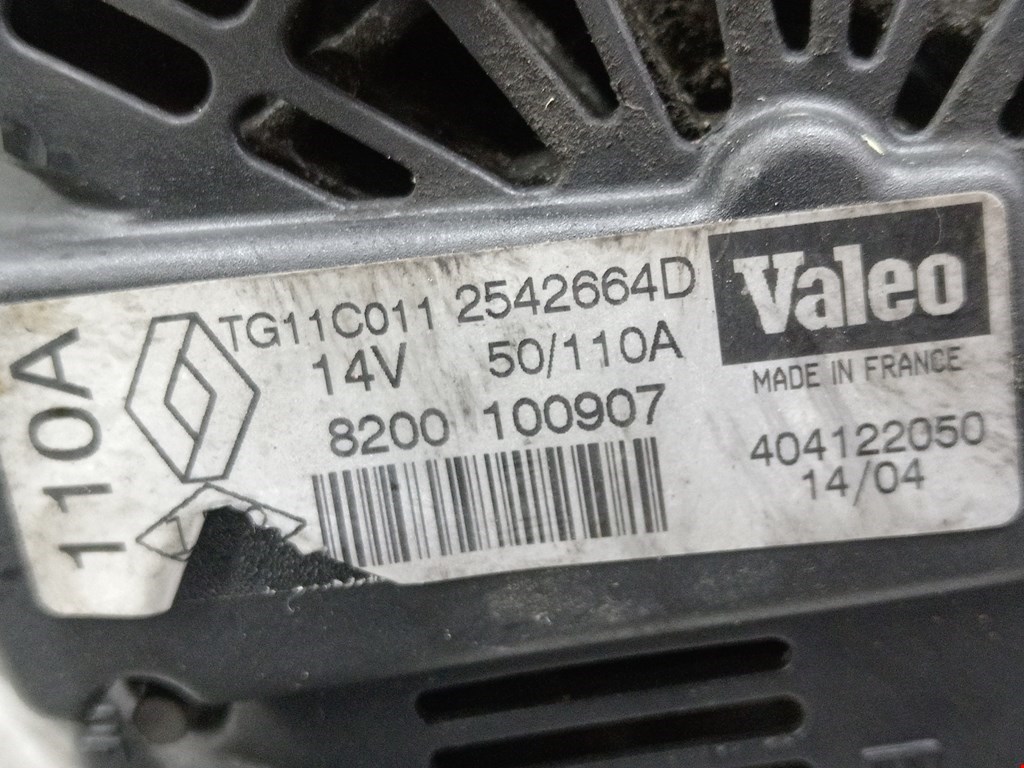 110A
TG11C011 2542664D
14V 50/110A
8200 100907
Valeo
MADE IN FRANCE
404122050
14/04